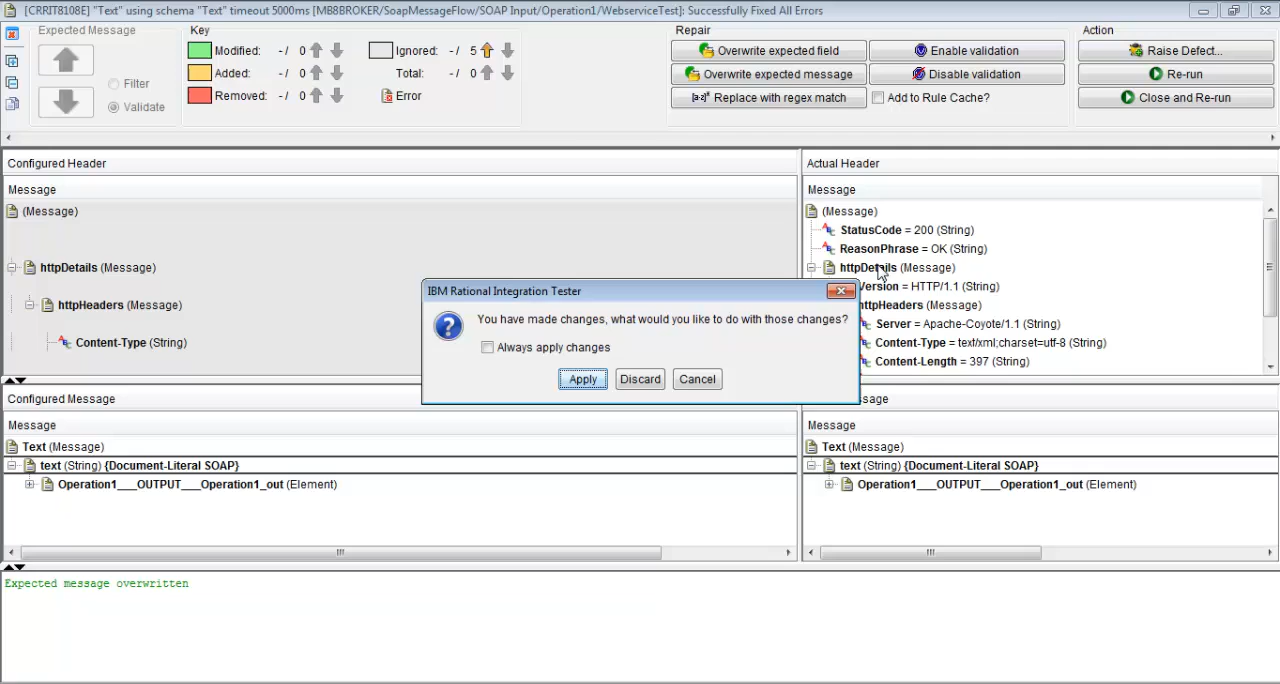 [CRRIT8108E] "Text" using schema "Text" timeout 5000ms [MB8BROKER/SoapMessageFlow/SOAP Input/Operation1/WebserviceTest]: Successfully Fixed All Errors
Expected Message
Filter
Validate
Key
Modified: -/ 0
Added: -/ 0
Removed: -/ 0
Ignored: -/ 5
Total: -/ 0
Error
Repair
Overwrite expected field
Enable validation
Overwrite expected message
Disable validation
Replace with regex match
Add to Rule Cache?
Action
Raise Defect...
Re-run
Close and Re-run
Configured Header
Message
(Message)
httpDetails (Message)
httpHeaders (Message)
Content-Type (String)
Actual Header
Message
(Message)
StatusCode = 200 (String)
ReasonPhrase = OK (String)
httpDetails (Message)
Version = HTTP/1.1 (String)
httpHeaders (Message)
Server = Apache-Coyote/1.1 (String)
Content-Type = text/xml;charset=utf-8 (String)
Content-Length = 397 (String)
IBM Rational Integration Tester
You have made changes, what would you like to do with those changes?
Always apply changes
Apply
Discard
Cancel
Configured Message
Message
Text (Message)
text (String) {Document-Literal SOAP}
Operation1___OUTPUT___Operation1_out (Element)
Message
Text (Message)
text (String) {Document-Literal SOAP}
Operation1___OUTPUT___Operation1_out (Element)
Expected message overwritten